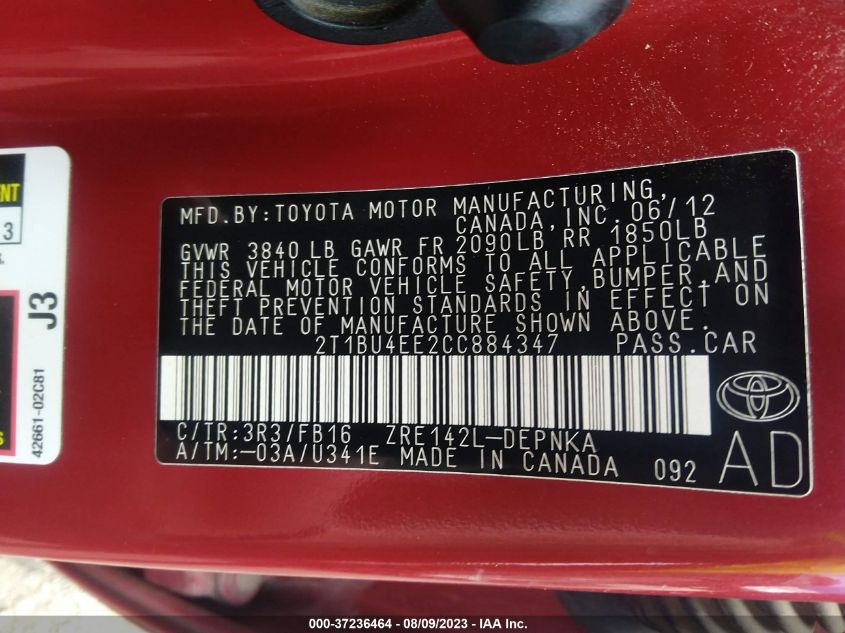 ENT
3
&
J3
42661-02C81
S
MFD.BY:TOYOTA MOTOR MANUFACTURING,
CANADA,INC. 06/12
GVWR 3840 LB GAWR FR 2090LB RR 1850LB
THIS VEHICLE CONFORMS TO ALL APPLICABLE
FEDERAL MOTOR VEHICLE SAFETY,BUMPER,AND
THEFT PREVENTION STANDARDS IN EFFECT ON
THE DATE OF MANUFACTURE SHOWN ABOVE.
2T1BU4EE2CC884347 PASS.CAR
C/TR:3R3/FB16 ZRE142L-DEPNKA
A/TM:-03A/U341E MADE IN CANADA 092
AD
000-37236464 - 08/09/2023 - IAA Inc.